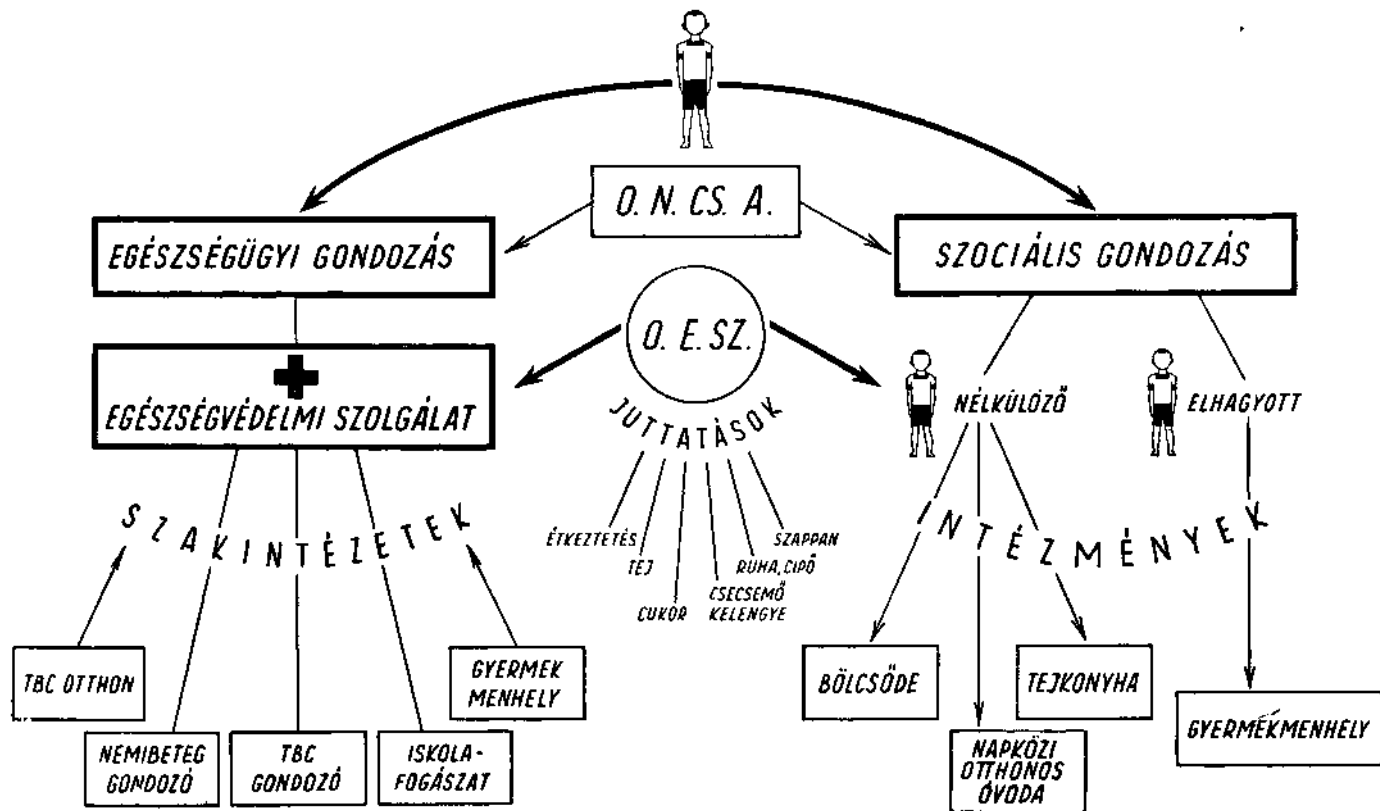 O. N. CS. A.
EGÉSZSÉGÜGYI GONDOZÁS
SZOCIÁLIS GONDOZÁS
O. E. SZ.
EGÉSZSÉGVÉDELMI SZOLGÁLAT
NÉLKÜLÖZŐ
ELHAGYOTT
JUTTATÁSOK
SZAKINTÉZETEK
ÉTKEZTETÉS
TEJ
CUKOR
CSECSEMŐ
KELENGYE
RUHA, CIPŐ
SZAPPAN
INTÉZMÉNYEK
TBC OTTHON
NEMIBETEG
GONDOZÓ
TBC
GONDOZÓ
ISKOLA-
FOGÁSZAT
GYERMEK
MENHELY
BÖLCSŐDE
NAPKÖZI
OTTHONOS
ÓVODA
TEJKONYHA
GYERMEKMENHELY